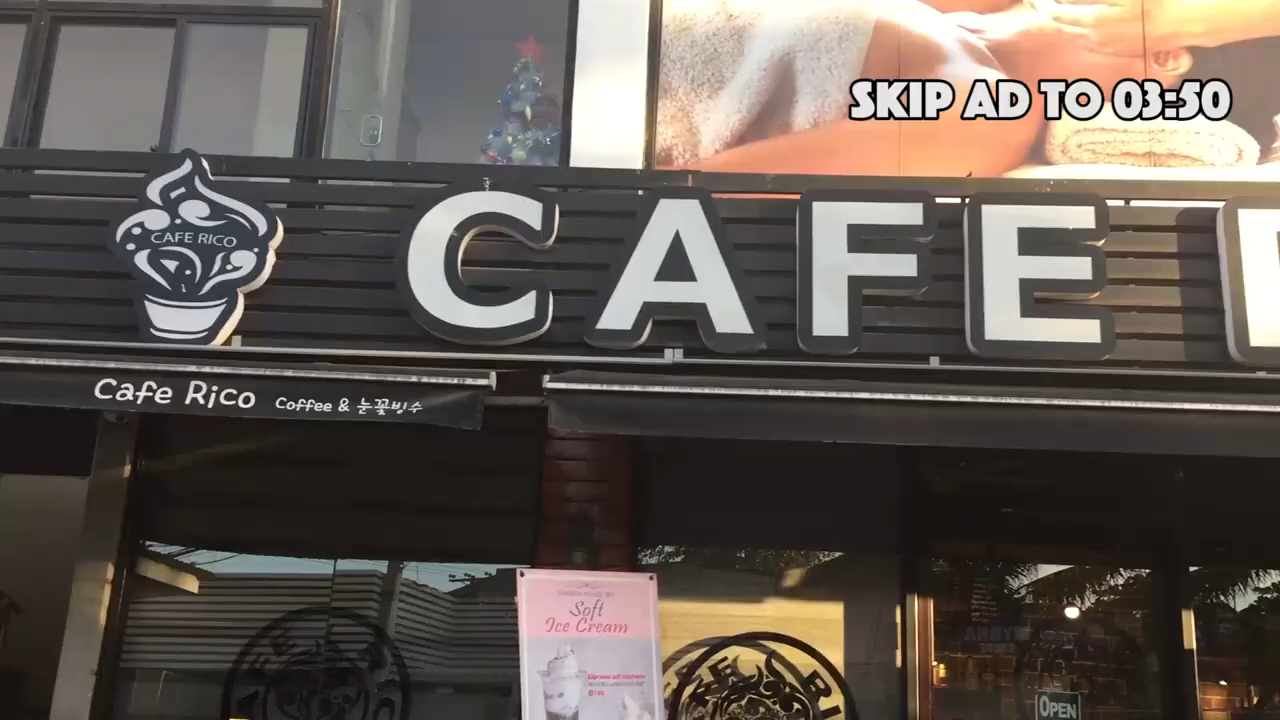 SKIP AD TO 03:50
CAFE RICO
CAFE
Cafe Rico Coffee & 눈꽃빙수
Soft
Ice Cream
OPEN